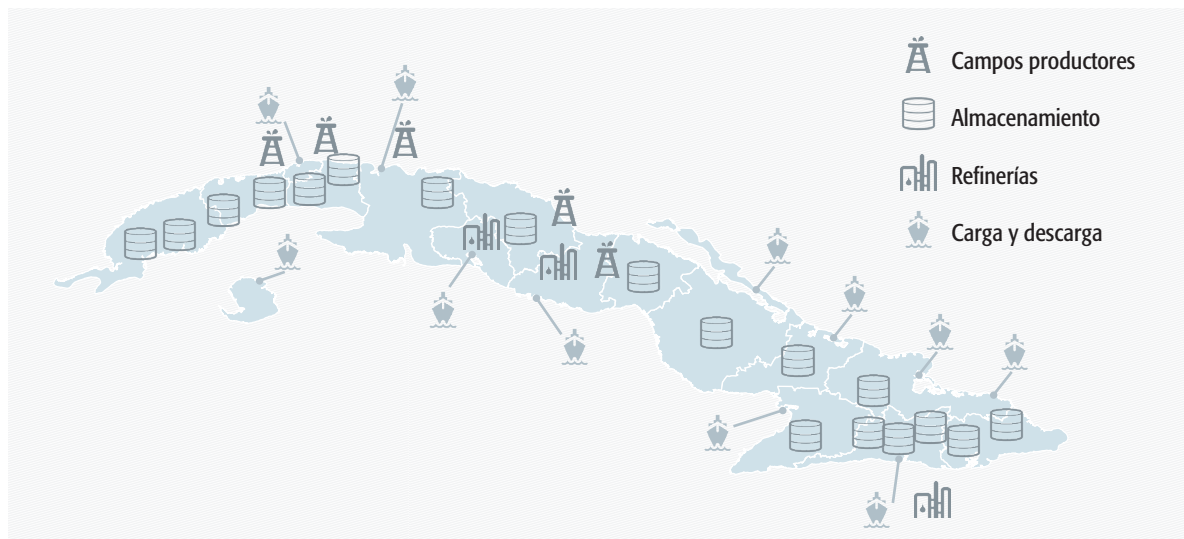 Campos productores
Almacenamiento
Refinerías
Carga y descarga